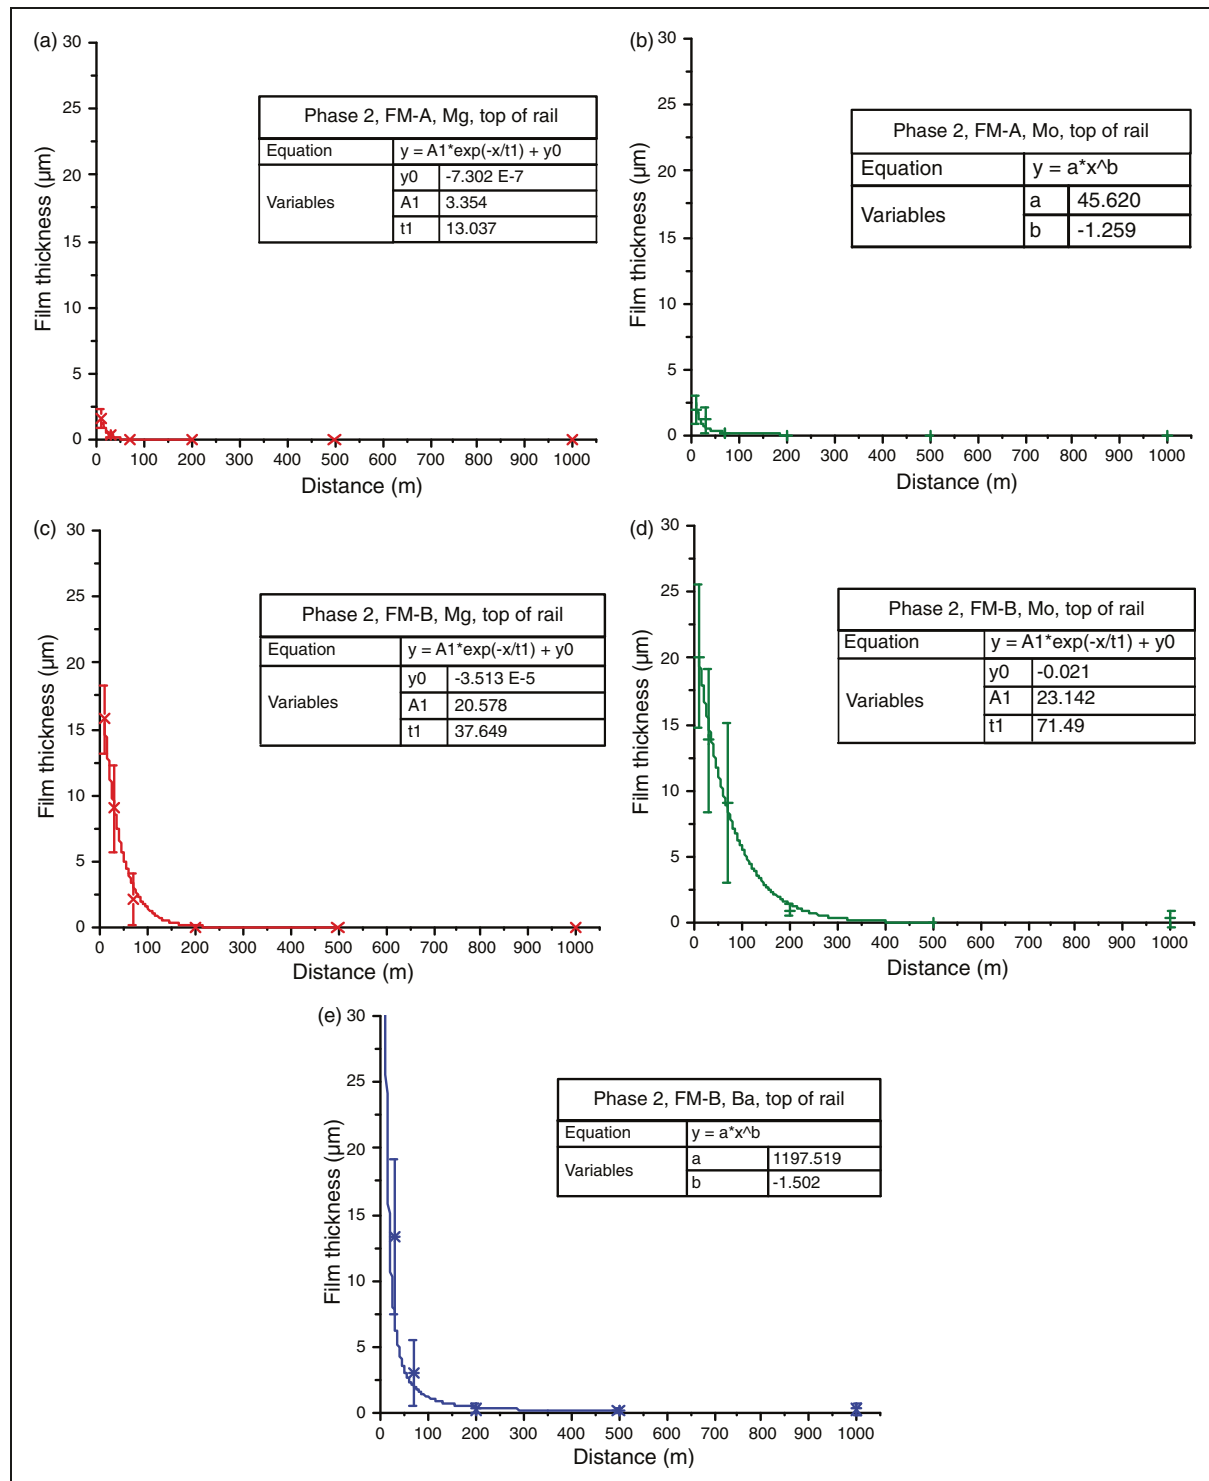 (a)
30
25
20
15
10
5
0
Film thickness (µm)
0 100 200 300 400 500 600 700 800 900 1000
Distance (m)
Phase 2, FM-A, Mg, top of rail
Equation y = A1*exp(-x/t1) + y0
Variables
y0 -7.302 E-7
A1 3.354
t1 13.037
(b)
30
25
20
15
10
5
0
Film thickness (µm)
0 100 200 300 400 500 600 700 800 900 1000
Distance (m)
Phase 2, FM-A, Mo, top of rail
Equation y = a*x^b
Variables
a 45.620
b -1.259
(c)
30
25
20
15
10
5
0
Film thickness (µm)
0 100 200 300 400 500 600 700 800 900 1000
Distance (m)
Phase 2, FM-B, Mg, top of rail
Equation y = A1*exp(-x/t1) + y0
Variables
y0 -3.513 E-5
A1 20.578
t1 37.649
(d)
30
25
20
15
10
5
0
Film thickness (µm)
0 100 200 300 400 500 600 700 800 900 1000
Distance (m)
Phase 2, FM-B, Mo, top of rail
Equation y = A1*exp(-x/t1) + y0
Variables
y0 -0.021
A1 23.142
t1 71.49
(e)
30
25
20
15
10
5
0
Film thickness (µm)
0 100 200 300 400 500 600 700 800 900 1000
Distance (m)
Phase 2, FM-B, Ba, top of rail
Equation y = a*x^b
Variables
a 1197.519
b -1.502